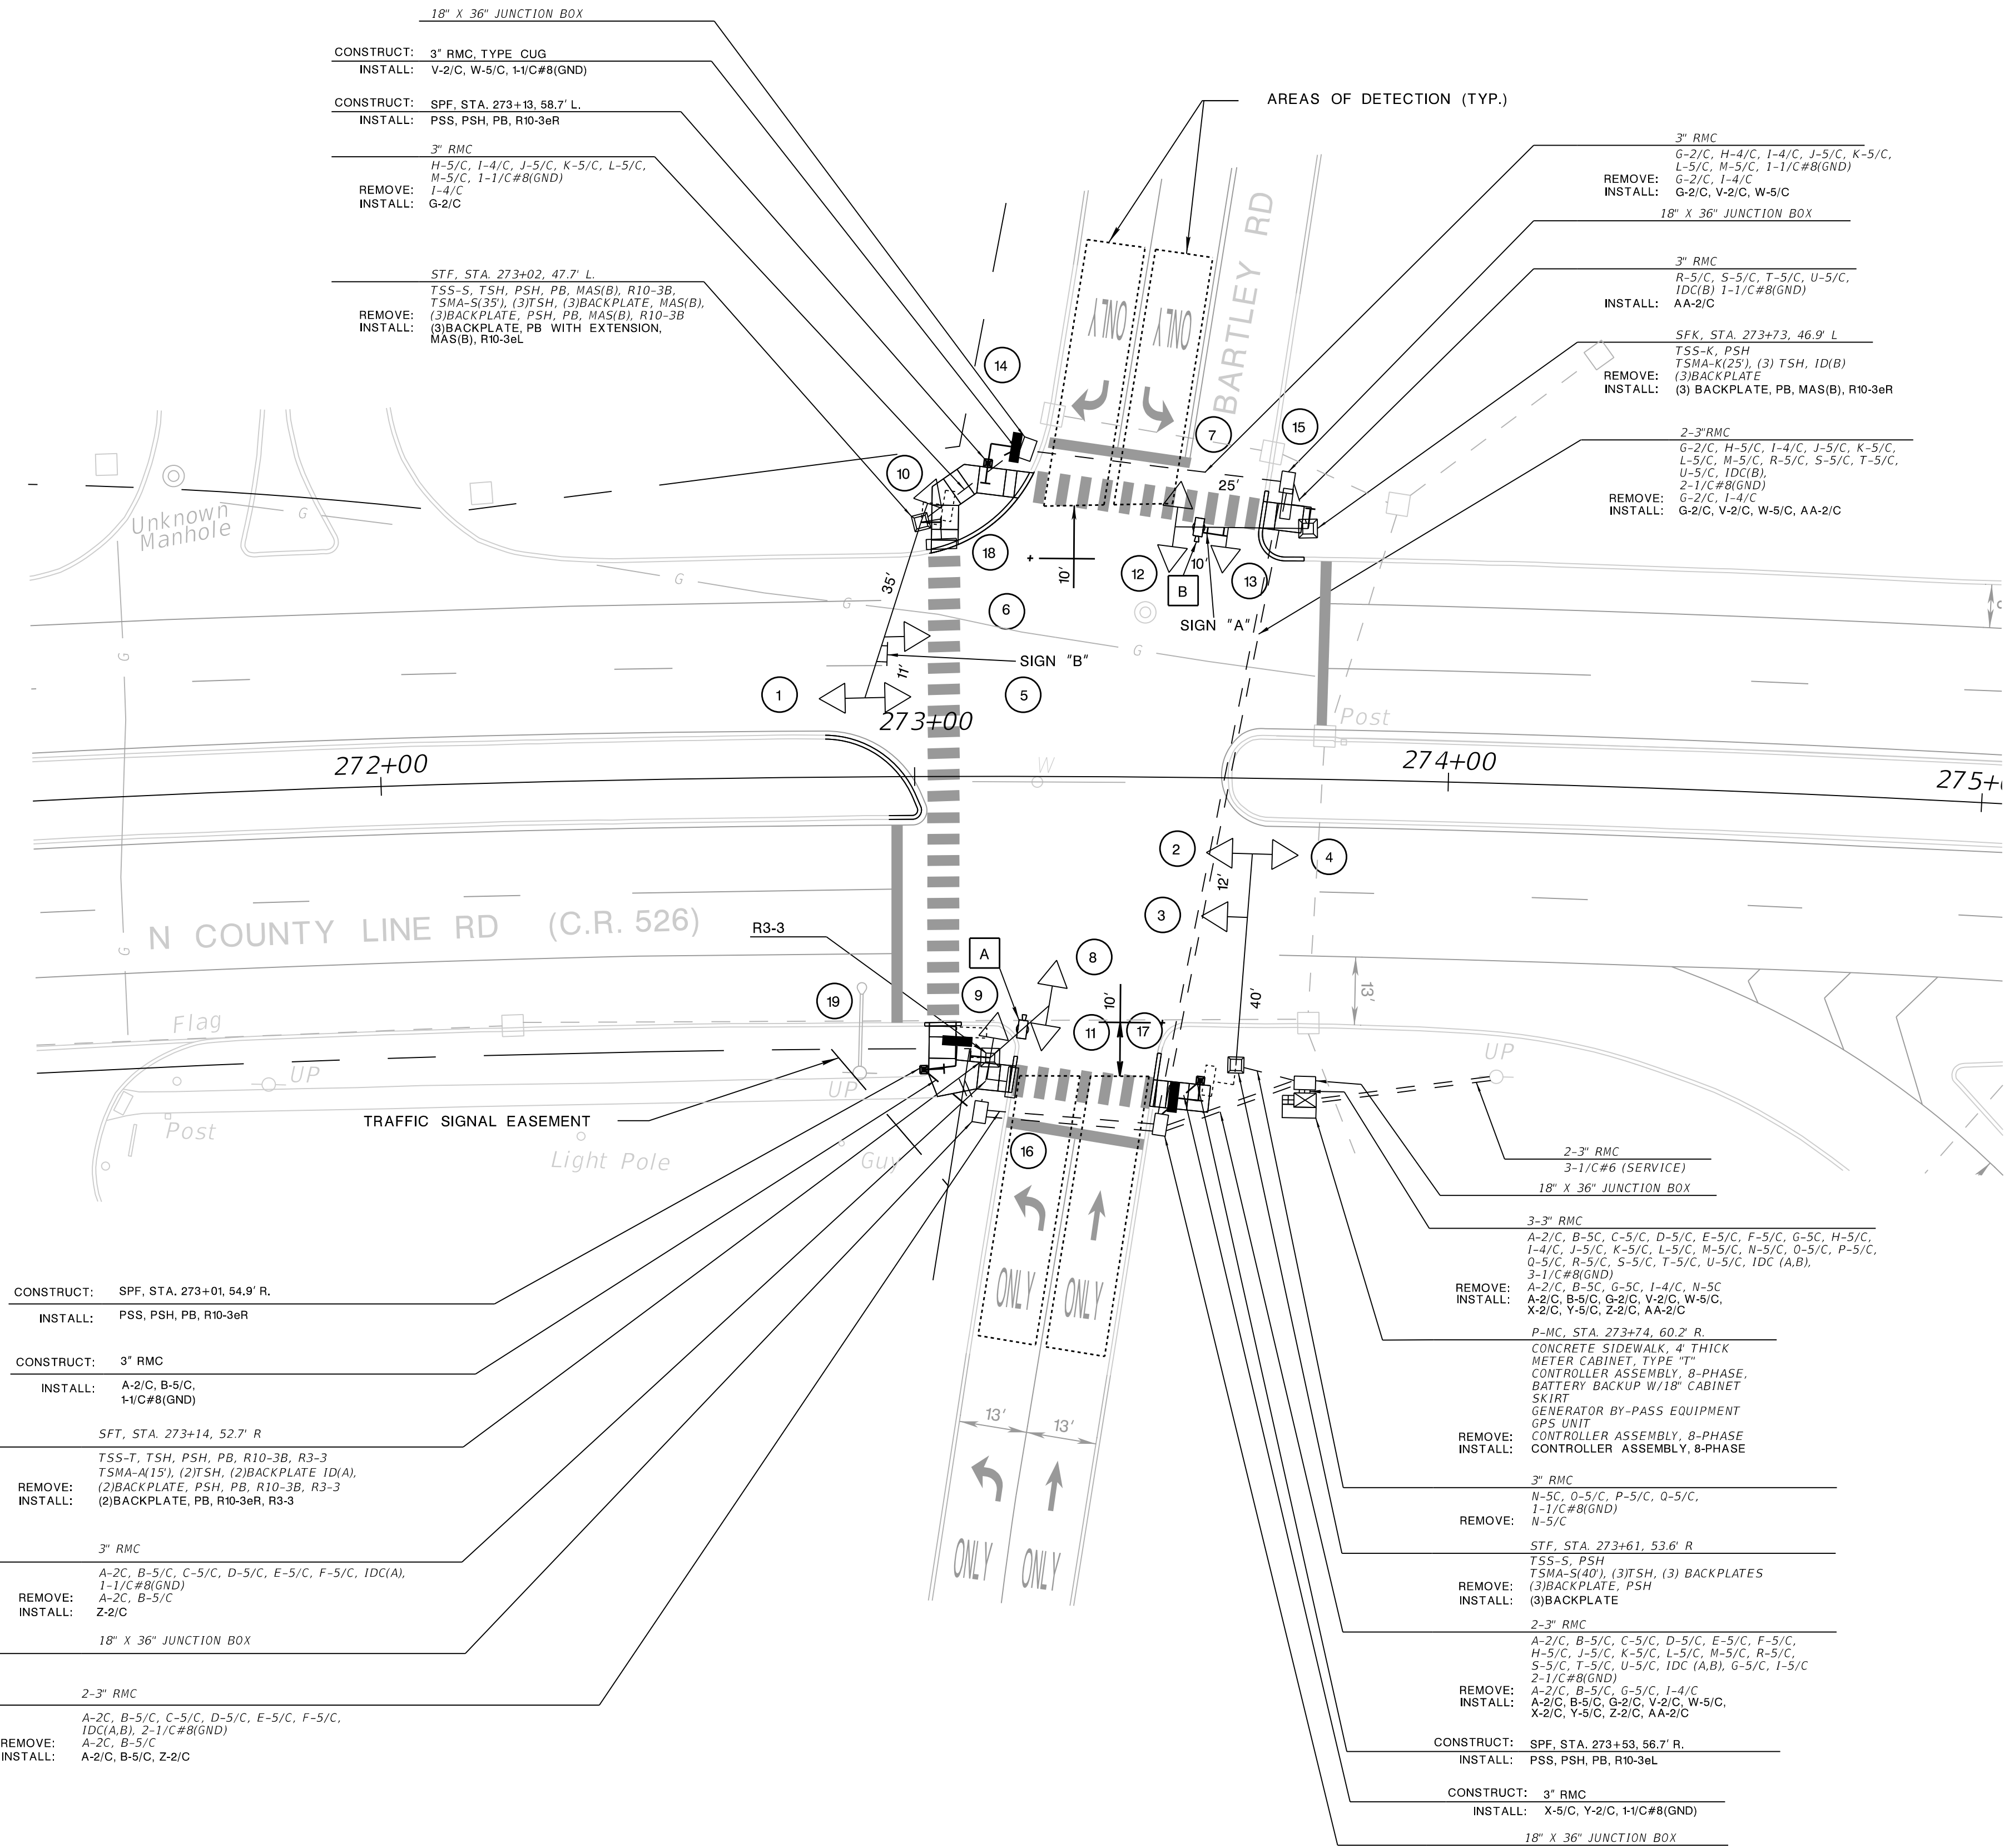 18" X 36" JUNCTION BOX
CONSTRUCT: 3" RMC, TYPE CUG
INSTALL: V-2/C, W-5/C, 1-1/C#8(GND)
CONSTRUCT: SPF, STA. 273+13, 58.7' L.
INSTALL: PSS, PSH, PB, R10-3eR
3" RMC
H-5/C, I-4/C, J-5/C, K-5/C, L-5/C,
M-5/C, 1-1/C#8(GND)
REMOVE: I-4/C
INSTALL: G-2/C
STF, STA. 273+02, 47.7' L.
TSS-S, TSH, PSH, PB, MAS(B), R10-3B,
TSMA-S(35'), (3)TSH, (3)BACKPLATE, MAS(B),
REMOVE: (3)BACKPLATE, PSH, PB, MAS(B), R10-3B
INSTALL: (3)BACKPLATE, PB WITH EXTENSION,
MAS(B), R10-3eL
AREAS OF DETECTION (TYP.)
3" RMC
G-2/C, H-4/C, I-4/C, J-5/C, K-5/C,
L-5/C, M-5/C, 1-1/C#8(GND)
REMOVE: G-2/C, I-4/C
INSTALL: G-2/C, V-2/C, W-5/C
18" X 36" JUNCTION BOX
3" RMC
R-5/C, S-5/C, T-5/C, U-5/C,
IDC(B) 1-1/C#8(GND)
INSTALL: AA-2/C
SFK, STA. 273+73, 46.9' L
TSS-K, PSH
TSMA-K(25'), (3) TSH, ID(B)
REMOVE: (3)BACKPLATE
INSTALL: (3) BACKPLATE, PB, MAS(B), R10-3eR
2-3"RMC
G-2/C, H-5/C, I-4/C, J-5/C, K-5/C,
L-5/C, M-5/C, R-5/C, S-5/C, T-5/C,
U-5/C, IDC(B),
2-1/C#8(GND)
REMOVE: G-2/C, I-4/C
INSTALL: G-2/C, V-2/C, W-5/C, AA-2/C
BARTLEY RD
ONLY
ONLY
14
7
15
10
25'
18
12
10'
10'
13
B
SIGN "A"
Unknown
Manhole
G
G
G
G
G
G
G
35'
6
SIGN "B"
11'
1
5
273+00
Post
272+00
W
274+00
275+
2
4
12'
3
N COUNTY LINE RD (C.R. 526)
R3-3
A
8
9
19
10'
11
17
40'
13'
Flag
UP
UP
UP
TRAFFIC SIGNAL EASEMENT
Post
Light Pole
Guy
16
ONLY
ONLY
13'
13'
ONLY
ONLY
CONSTRUCT: SPF, STA. 273+01, 54.9' R.
INSTALL: PSS, PSH, PB, R10-3eR
CONSTRUCT: 3" RMC
INSTALL: A-2/C, B-5/C,
1-1/C#8(GND)
SFT, STA. 273+14, 52.7' R
TSS-T, TSH, PSH, PB, R10-3B, R3-3
TSMA-A(15'), (2)TSH, (2)BACKPLATE ID(A),
REMOVE: (2)BACKPLATE, PSH, PB, R10-3B, R3-3
INSTALL: (2)BACKPLATE, PB, R10-3eR, R3-3
3" RMC
A-2C, B-5/C, C-5/C, D-5/C, E-5/C, F-5/C, IDC(A),
1-1/C#8(GND)
REMOVE: A-2C, B-5/C
INSTALL: Z-2/C
18" X 36" JUNCTION BOX
2-3" RMC
A-2C, B-5/C, C-5/C, D-5/C, E-5/C, F-5/C,
IDC(A,B), 2-1/C#8(GND)
REMOVE: A-2C, B-5/C
INSTALL: A-2/C, B-5/C, Z-2/C
2-3" RMC
3-1/C#6 (SERVICE)
18" X 36" JUNCTION BOX
3-3" RMC
A-2/C, B-5C, C-5/C, D-5/C, E-5/C, F-5/C, G-5C, H-5/C,
I-4/C, J-5/C, K-5/C, L-5/C, M-5/C, N-5/C, O-5/C, P-5/C,
Q-5/C, R-5/C, S-5/C, T-5/C, U-5/C, IDC (A,B),
3-1/C#8(GND)
REMOVE: A-2/C, B-5C, G-5C, I-4/C, N-5C
INSTALL: A-2/C, B-5/C, G-2/C, V-2/C, W-5/C,
X-2/C, Y-5/C, Z-2/C, AA-2/C
P-MC, STA. 273+74, 60.2' R.
CONCRETE SIDEWALK, 4' THICK
METER CABINET, TYPE "T"
CONTROLLER ASSEMBLY, 8-PHASE,
BATTERY BACKUP W/18" CABINET
SKIRT
GENERATOR BY-PASS EQUIPMENT
GPS UNIT
REMOVE: CONTROLLER ASSEMBLY, 8-PHASE
INSTALL: CONTROLLER ASSEMBLY, 8-PHASE
3" RMC
N-5C, O-5/C, P-5/C, Q-5/C,
1-1/C#8(GND)
REMOVE: N-5/C
STF, STA. 273+61, 53.6' R
TSS-S, PSH
TSMA-S(40'), (3)TSH, (3) BACKPLATES
REMOVE: (3)BACKPLATE, PSH
INSTALL: (3)BACKPLATE
2-3" RMC
A-2/C, B-5/C, C-5/C, D-5/C, E-5/C, F-5/C,
H-5/C, J-5/C, K-5/C, L-5/C, M-5/C, R-5/C,
S-5/C, T-5/C, U-5/C, IDC (A,B), G-5/C, I-5/C
2-1/C#8(GND)
REMOVE: A-2/C, B-5/C, G-5/C, I-4/C
INSTALL: A-2/C, B-5/C, G-2/C, V-2/C, W-5/C,
X-2/C, Y-5/C, Z-2/C, AA-2/C
CONSTRUCT: SPF, STA. 273+53, 56.7' R.
INSTALL: PSS, PSH, PB, R10-3eL
CONSTRUCT: 3" RMC
INSTALL: X-5/C, Y-2/C, 1-1/C#8(GND)
18" X 36" JUNCTION BOX